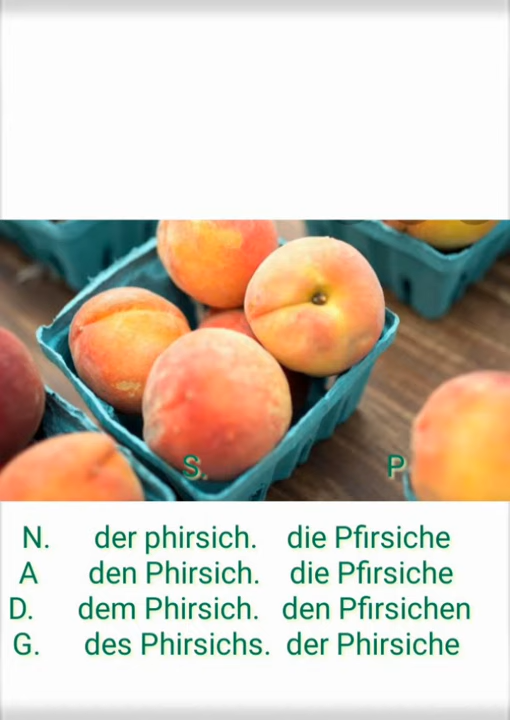 S. P
N. der phirsich. die Pfirsiche
A den Phirsich. die Pfirsiche
D. dem Phirsich. den Pfirsichen
G. des Phirsichs. der Phirsiche